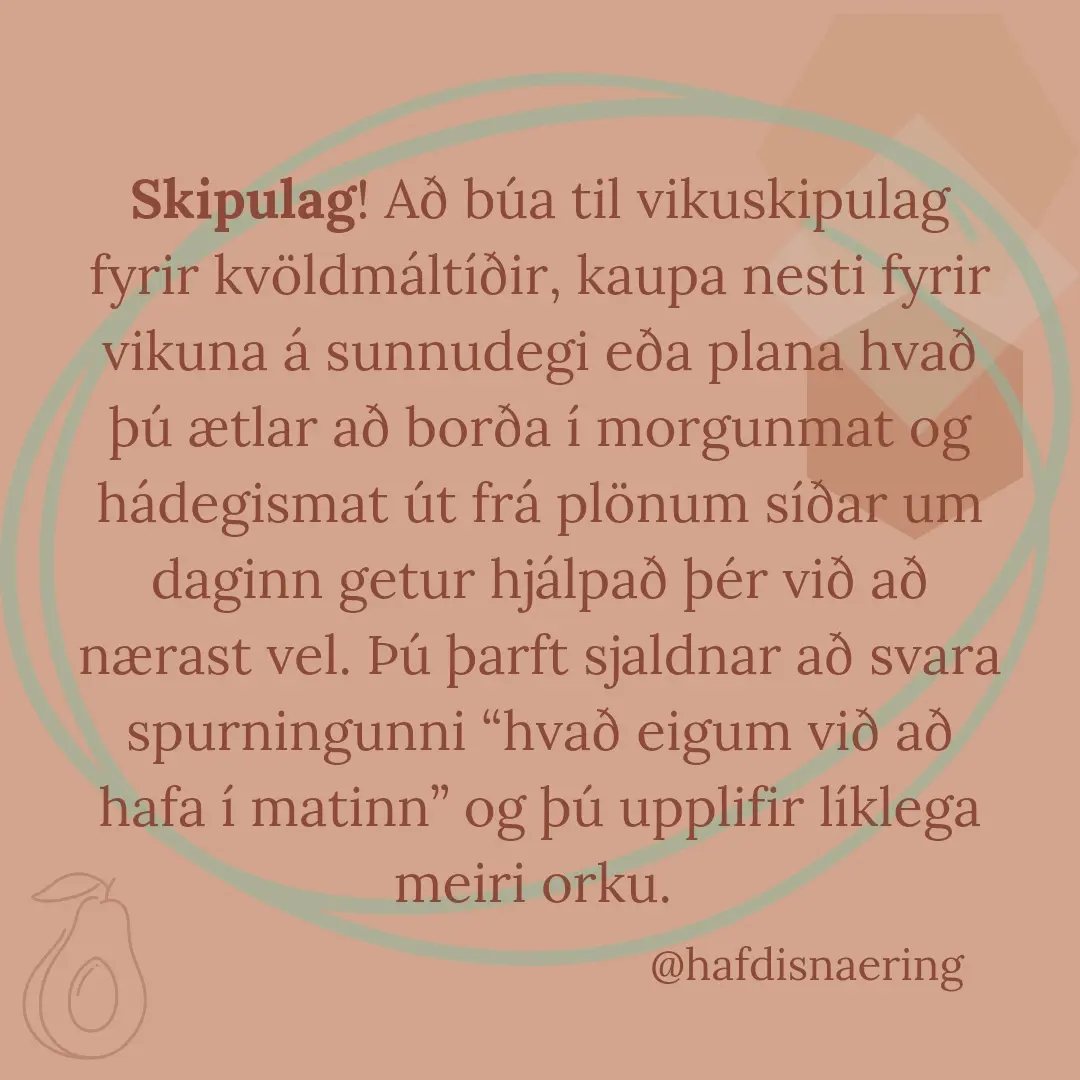 Skipulag! Að búa til vikuskipulag
fyrir kvöldmáltíðir, kaupa nesti fyrir
vikuna á sunnudegi eða plana hvað
þú ætlar að borða í morgunmat og
hádegismat út frá plönum síðar um
daginn getur hjálpað þér við að
nærast vel. Þú þarft sjaldnar að svara
spurningunni “hvað eigum við að
hafa í matinn” og þú upplifir líklega
meiri orku.
@hafdisnaering